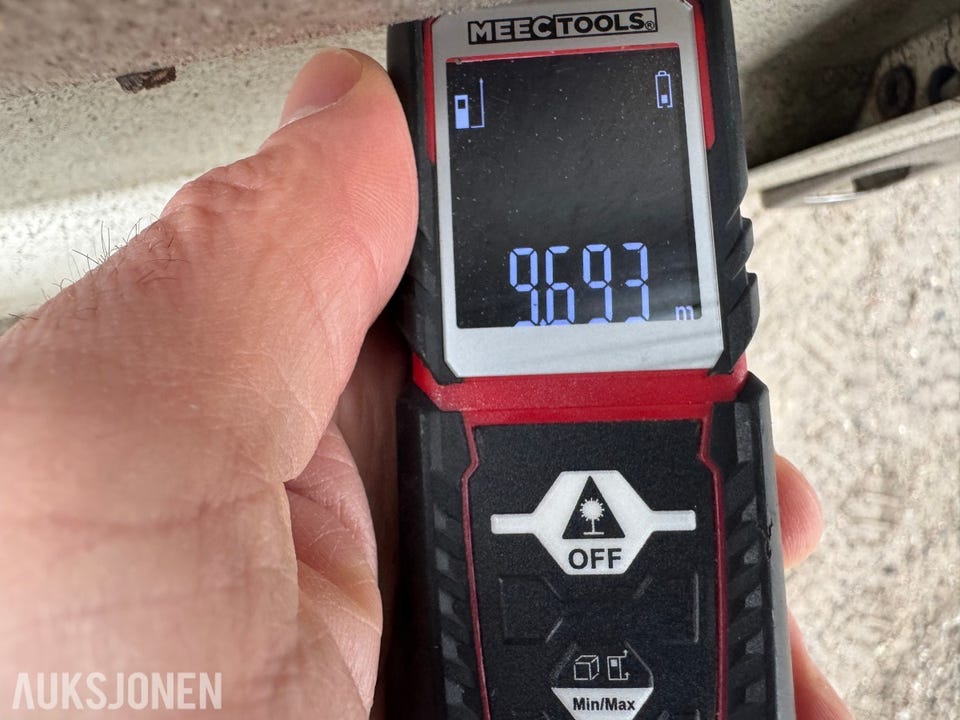 MEECTOOLS®
9.693 m
OFF
Min/Max
AUKSJONEN